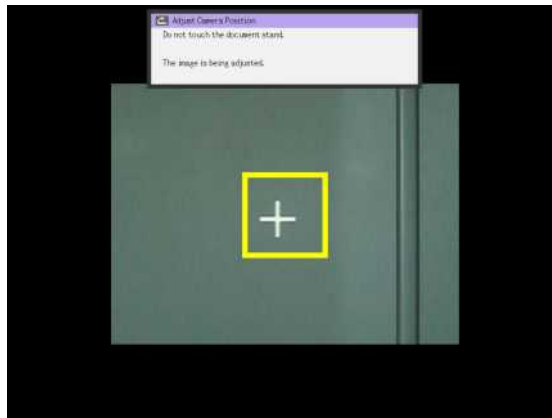 Adjust Camera Position
Do not touch the document stand.
The image is being adjusted.